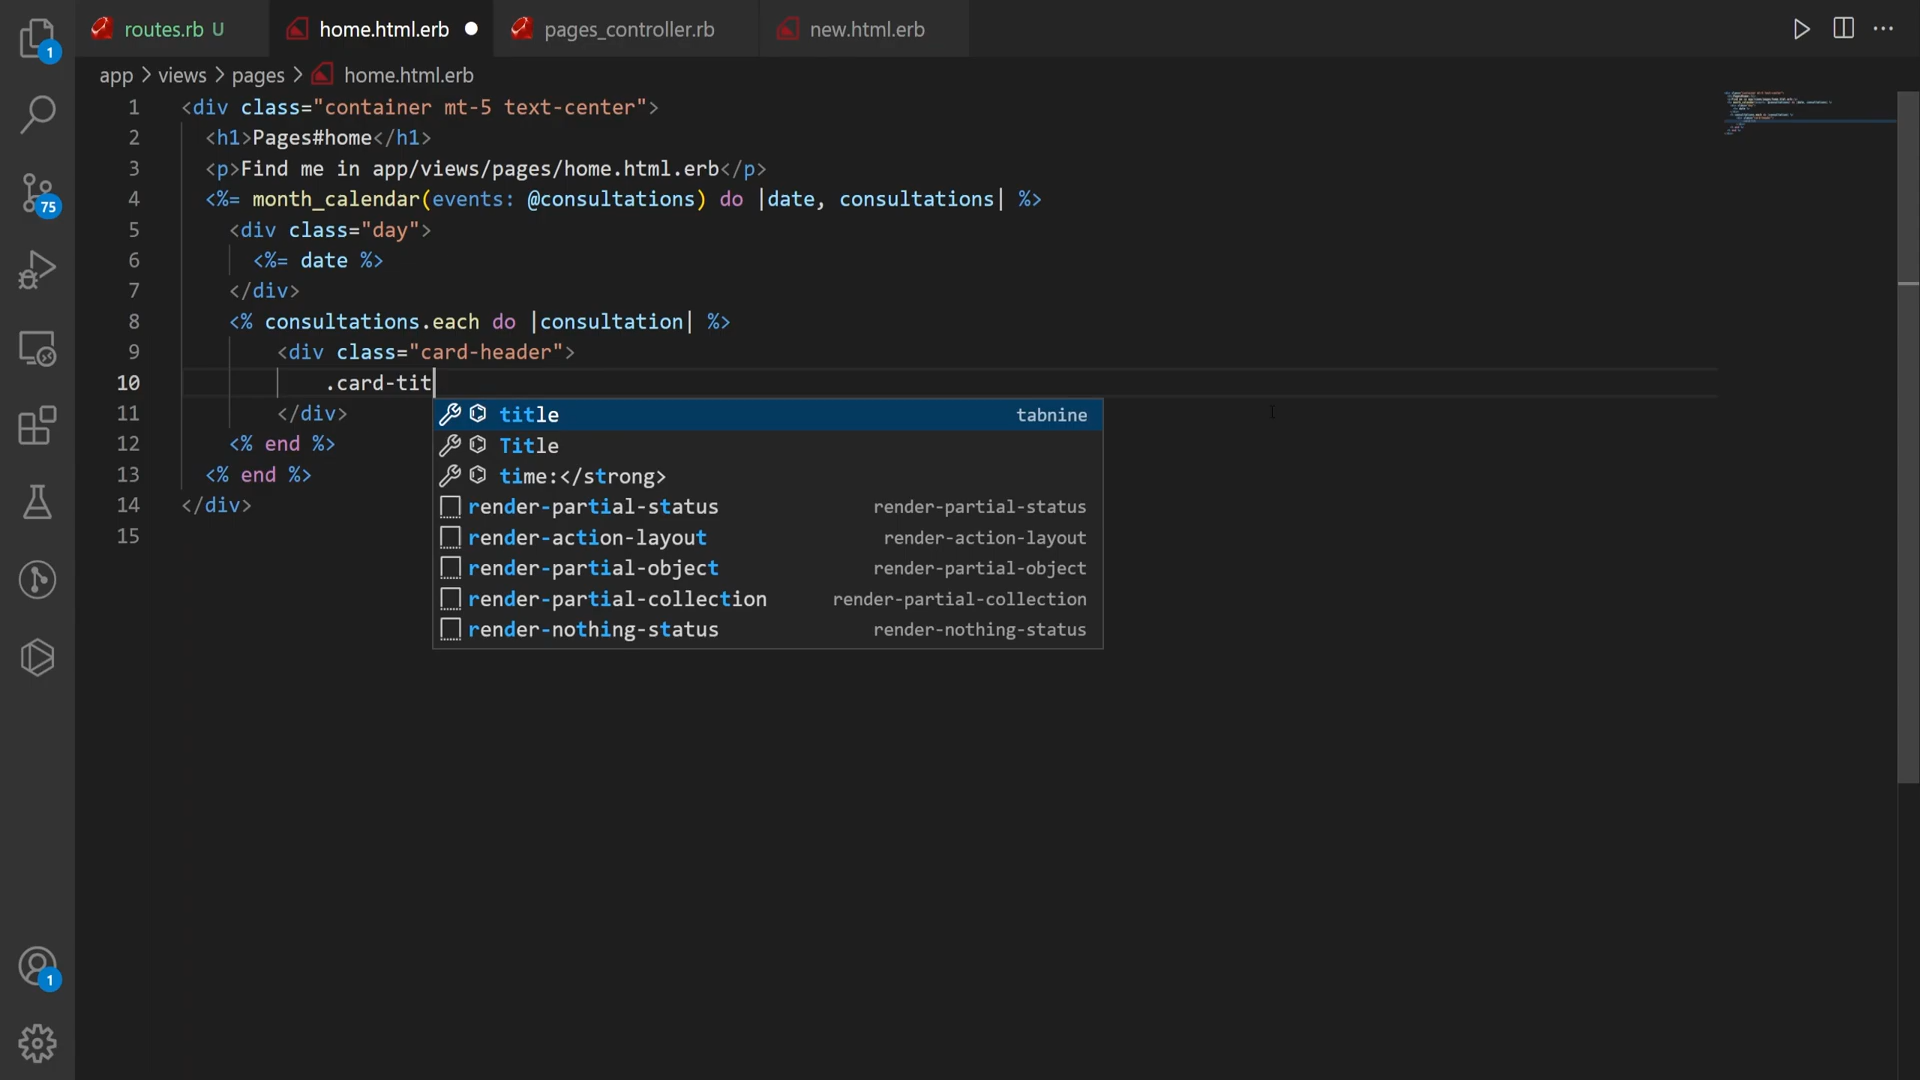 routes.rb U home.html.erb pages_controller.rb new.html.erb
app > views > pages > home.html.erb
1 <div class="container mt-5 text-center">
2 <h1>Pages#home</h1>
3 <p>Find me in app/views/pages/home.html.erb</p>
4 <%= month_calendar(events: @consultations) do |date, consultations| %>
5 <div class="day">
6 <%= date %>
7 </div>
8 <% consultations.each do |consultation| %>
9 <div class="card-header">
10 .card-tit
11 </div>
12 <% end %>
13 <% end %>
14 </div>
15
title tabnine
Title
time:</strong>
render-partial-status render-partial-status
render-action-layout render-action-layout
render-partial-object render-partial-object
render-partial-collection render-partial-collection
render-nothing-status render-nothing-status
1
75
1